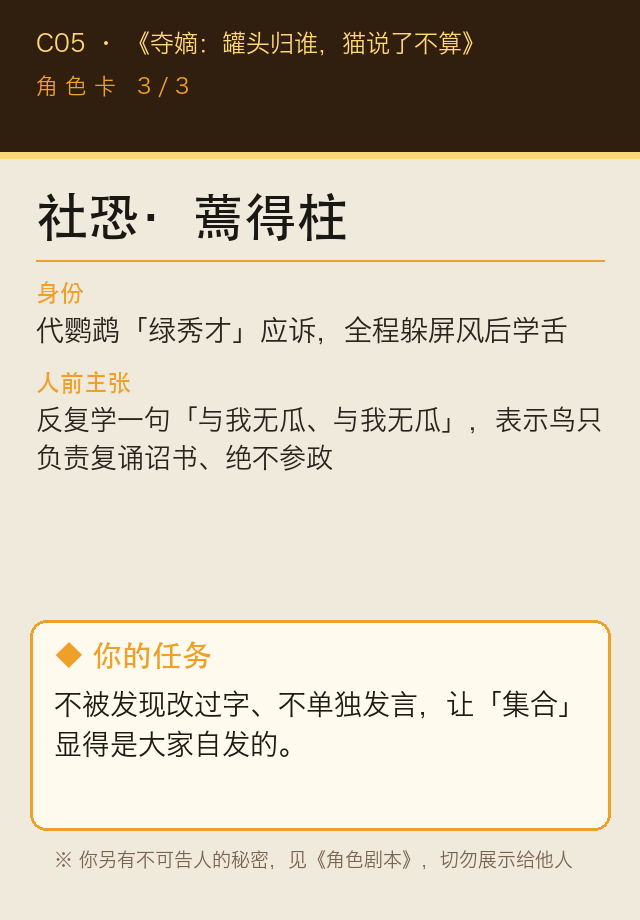 C05 · 《夺嫡：罐头归谁，猫说了不算》
角色卡 3/3
社恐· 蔫得柱
身份
代鹦鹉「绿秀才」应诉，全程躲屏风后学舌
人前主张
反复学一句「与我无瓜、与我无瓜」，表示鸟只
负责复诵诏书、绝不参政
◆ 你的任务
不被发现改过字、不单独发言，让「集合」
显得是大家自发的。
※ 你另有不可告人的秘密，见《角色剧本》，切勿展示给他人